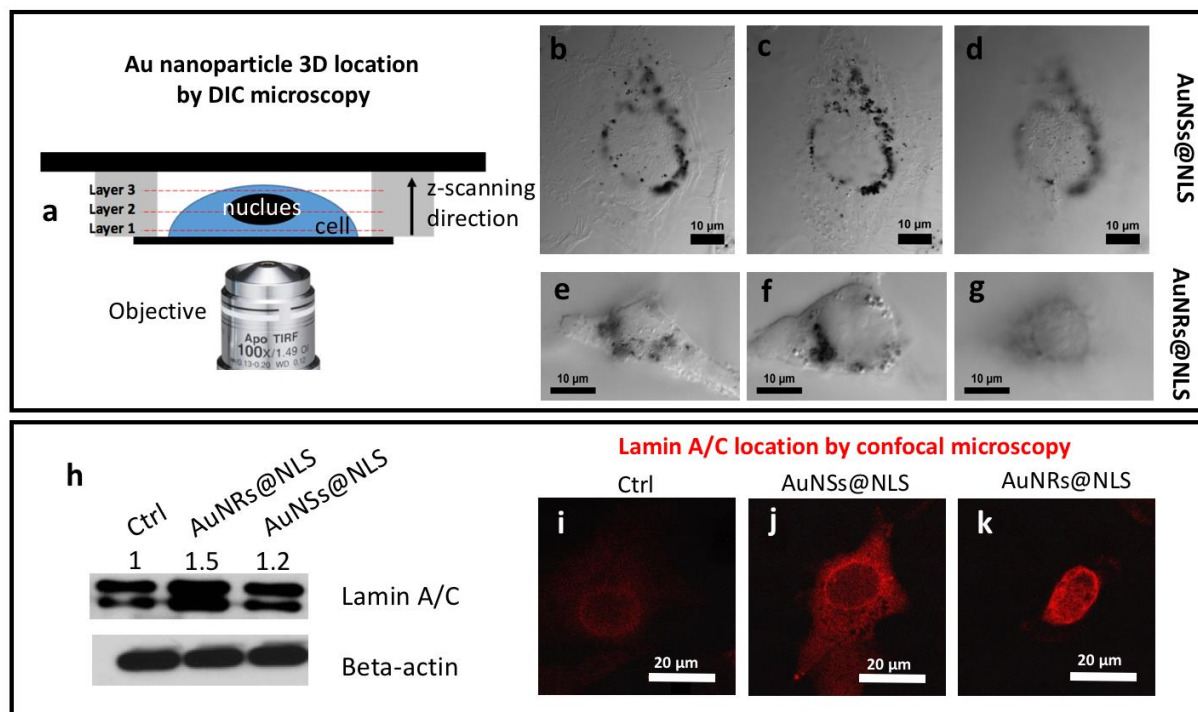 Au nanoparticle 3D location
by DIC microscopy
a
Layer 3
Layer 2
Layer 1
nuclues
cell
z-scanning
direction
Objective
Apo TIRF
100x/1.49
WD 0.12
b
10 µm
c
10 µm
d
10 µm
AuNSs@NLS
e
10 µm
f
10 µm
g
10 µm
AuNRs@NLS
h
Ctrl
AuNRs@NLS
AuNSs@NLS
1 1.5 1.2
Lamin A/C
Beta-actin
Lamin A/C location by confocal microscopy
Ctrl
AuNSs@NLS
AuNRs@NLS
i
20 µm
j
20 µm
k
20 µm